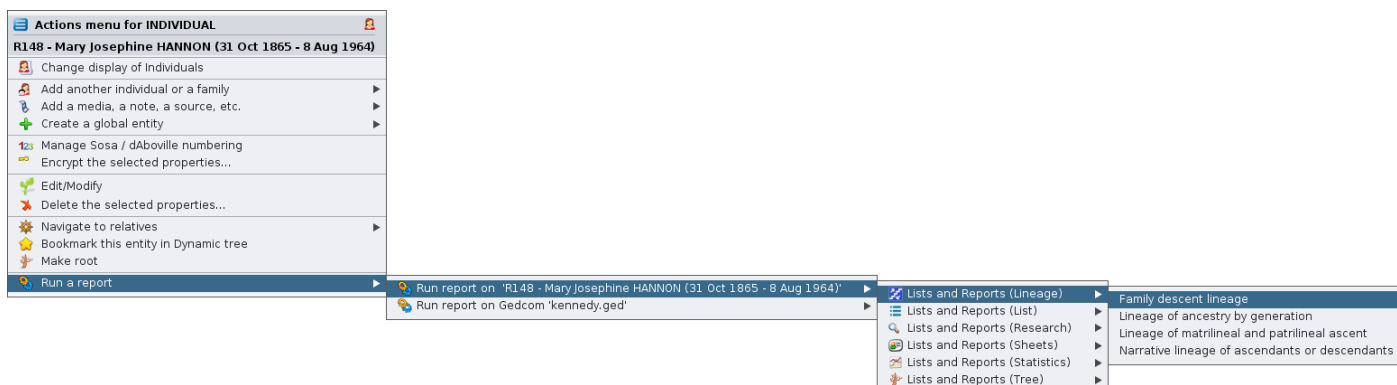 Actions menu for INDIVIDUAL
R148 - Mary Josephine HANNON (31 Oct 1865 - 8 Aug 1964)
Change display of Individuals
Add another individual or a family
Add a media, a note, a source, etc.
Create a global entity
123 Manage Sosa / dAboville numbering
Encrypt the selected properties...
Edit/Modify
Delete the selected properties...
Navigate to relatives
Bookmark this entity in Dynamic tree
Make root
Run a report
Run report on 'R148 - Mary Josephine HANNON (31 Oct 1865 - 8 Aug 1964)'
Run report on Gedcom 'kennedy.ged'
Lists and Reports (Lineage)
Lists and Reports (List)
Lists and Reports (Research)
Lists and Reports (Sheets)
Lists and Reports (Statistics)
Lists and Reports (Tree)
Family descent lineage
Lineage of ancestry by generation
Lineage of matrilineal and patrilineal ascent
Narrative lineage of ascendants or descendants